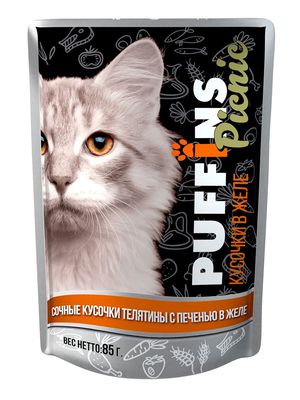 PUFFINS
Picnic
КУСОЧКИ В ЖЕЛЕ
СОЧНЫЕ КУСОЧКИ ТЕЛЯТИНЫ С ПЕЧЕНЬЮ В ЖЕЛЕ
ВЕС НЕТТО: 85 Г.